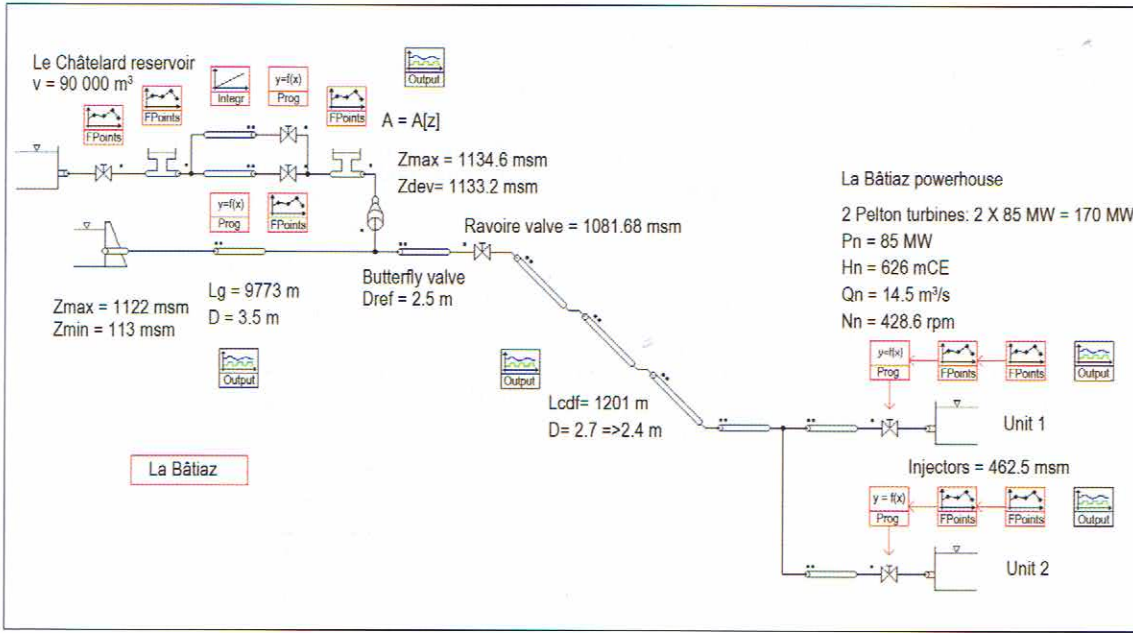 Le Châtelard reservoir
v = 90 000 m³
FPoints
FPoints
Integr
y=f(x)
Prog
FPoints
Output
A = A[z]
Zmax = 1134.6 msm
Zdev= 1133.2 msm
y=f(x)
Prog
FPoints
Ravoire valve = 1081.68 msm
Zmax = 1122 msm
Zmin = 113 msm
Lg = 9773 m
D = 3.5 m
Butterfly valve
Dref = 2.5 m
Output
Output
Lcdf= 1201 m
D= 2.7 =>2.4 m
La Bâtiaz
La Bâtiaz powerhouse
2 Pelton turbines: 2 X 85 MW = 170 MW
Pn = 85 MW
Hn = 626 mCE
Qn = 14.5 m³/s
Nn = 428.6 rpm
y=f(x)
Prog
FPoints
FPoints
Output
Unit 1
Injectors = 462.5 msm
y = f(x)
Prog
FPoints
FPoints
Output
Unit 2